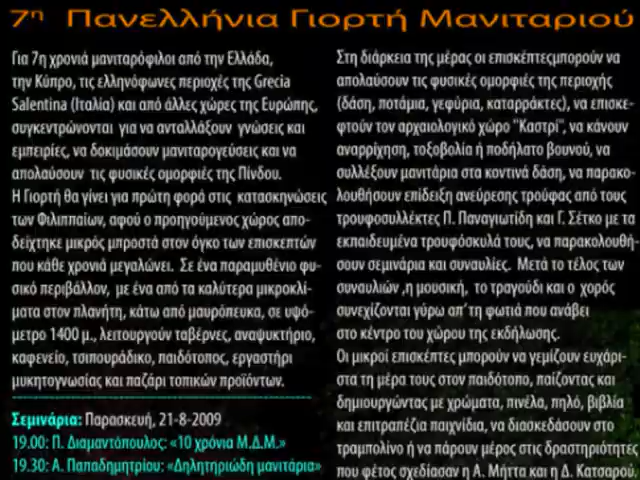 7η Πανελλήνια Γιορτή Μανιταριού
Για 7η χρονιά μανιταρόφιλοι από την Ελλάδα,
την Κύπρο, τις ελληνόφωνες περιοχές της Grecia
Salentina (Ιταλία) και από άλλες χώρες της Ευρώπης,
συγκεντρώνονται για να ανταλλάξουν γνώσεις και
εμπειρίες, να δοκιμάσουν μανιταρογεύσεις και να
απολαύσουν τις φυσικές ομορφιές της Πίνδου.
Η Γιορτή θα γίνει για πρώτη φορά στις κατασκηνώσεις
των Φιλιππαίων, αφού ο προηγούμενος χώρος απο-
δείχτηκε μικρός μπροστά στον όγκο των επισκεπτών
που κάθε χρονιά μεγαλώνει. Σε ένα παραμυθένιο φυ-
σικό περιβάλλον, με ένα από τα καλύτερα μικροκλί-
ματα στον πλανήτη, κάτω από μαυρόπευκα, σε υψό-
μετρο 1400 μ., λειτουργούν ταβέρνες, αναψυκτήριο,
καφενείο, τσιπουράδικο, παιδότοπος, εργαστήρι
μυκητογνωσίας και παζάρι τοπικών προϊόντων.
Σεμινάρια: Παρασκευή, 21-8-2009
19.00: Π. Διαμαντόπουλος: «10 χρόνια Μ.Δ.Μ.»
19.30: Α. Παπαδημητρίου: «Δηλητηριώδη μανιτάρια»
Στη διάρκεια της μέρας οι επισκέπτεςμπορούν να
απολαύσουν τις φυσικές ομορφιές της περιοχής
(δάση, ποτάμια, γεφύρια, καταρράκτες), να επισκε-
φτούν τον αρχαιολογικό χώρο "Καστρί", να κάνουν
αναρρίχηση, τοξοβολία ή ποδήλατο βουνού, να
συλλέξουν μανιτάρια στα κοντινά δάση, να παρακο-
λουθήσουν επίδειξη ανεύρεσης τρούφας από τους
τρουφοσυλλέκτες Π. Παναγιωτίδη και Γ. Σέτκο με τα
εκπαιδευμένα τρουφόσκυλά τους, να παρακολουθή-
σουν σεμινάρια και συναυλίες. Μετά το τέλος των
συναυλιών ,η μουσική, το τραγούδι και ο χορός
συνεχίζονται γύρω απ' τη φωτιά που ανάβει
στο κέντρο του χώρου της εκδήλωσης.
Οι μικροί επισκέπτες μπορούν να γεμίζουν ευχάρι-
στα τη μέρα τους στον παιδότοπο, παίζοντας και
δημιουργώντας με χρώματα, πινέλα, πηλό, βιβλία
και επιτραπέζια παιχνίδια, να διασκεδάσουν στο
τραμπολίνο ή να πάρουν μέρος στις δραστηριότητες
που φέτος σχεδίασαν η Α. Μήττα και η Δ. Κατσαρού.